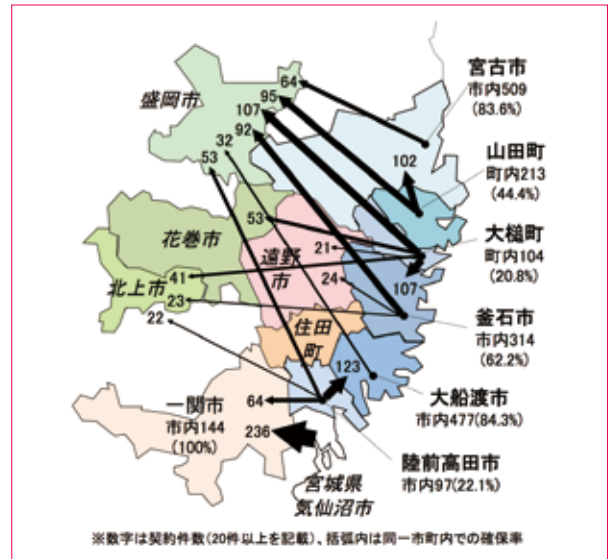 宮古市
市内509
(83.6%)
64
盛岡市
95
107
92
32
53
山田町
町内213
(44.4%)
102
大槌町
町内104
(20.8%)
花巻市
53
遠野
市
21
24
107
41
北上市
23
22
釜石市
市内314
(62.2%)
住田
町
123
大船渡市
市内477(84.3%)
一関市
市内144
(100%)
64
236
陸前高田市
市内97(22.1%)
宮城県
気仙沼市
※数字は契約件数(20件以上を記載)、括弧内は同一市町内での確保率